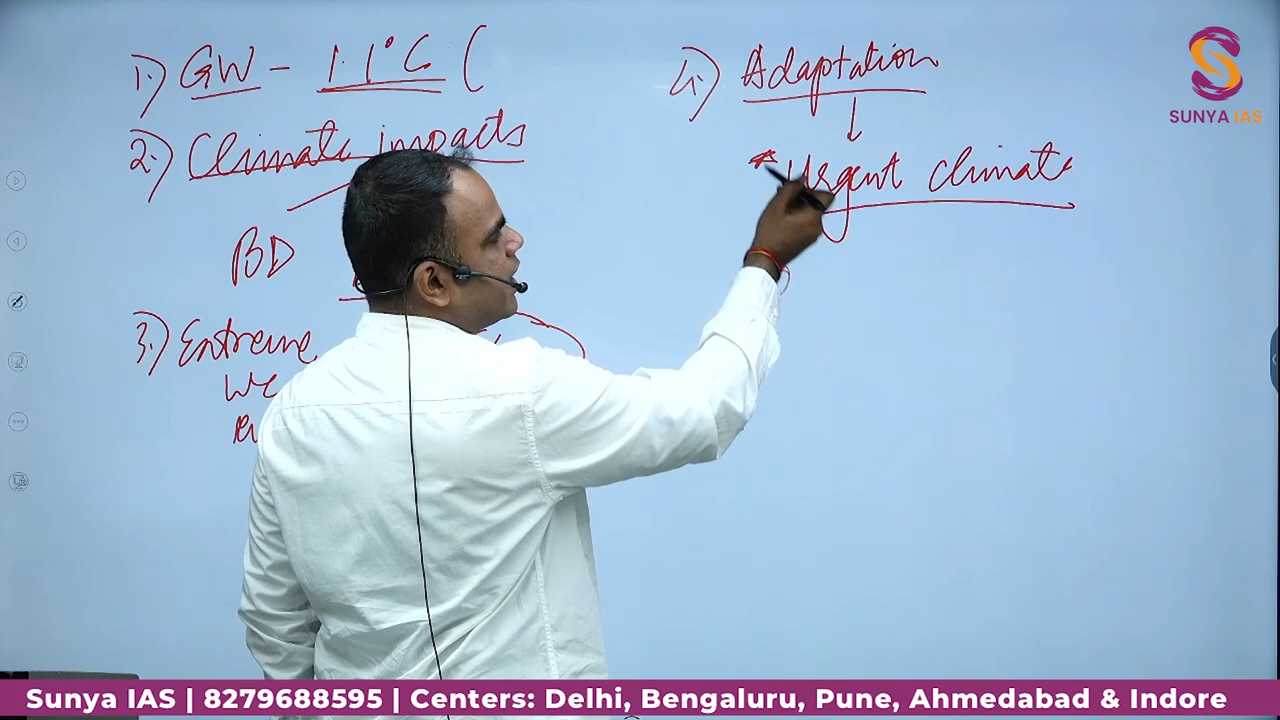 1.) GW - 1.1°C (
2.) Climate impacts
BD
3.) Extreme
we
4.) Adaptation
* Urgent climate
SUNYA IAS
Sunya IAS | 8279688595 | Centers: Delhi, Bengaluru, Pune, Ahmedabad & Indore